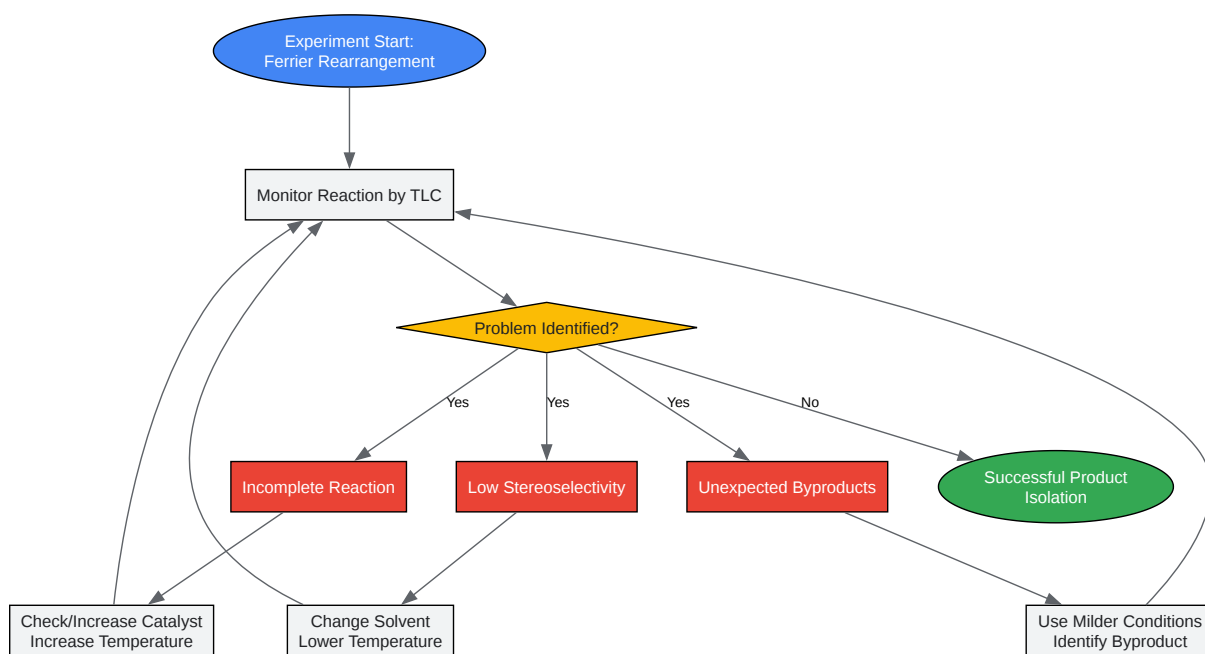 Experiment Start:
Ferrier Rearrangement
Monitor Reaction by TLC
Problem Identified?
Yes
Yes
Yes
No
Incomplete Reaction
Low Stereoselectivity
Unexpected Byproducts
Successful Product
Isolation
Check/Increase Catalyst
Increase Temperature
Change Solvent
Lower Temperature
Use Milder Conditions
Identify Byproduct